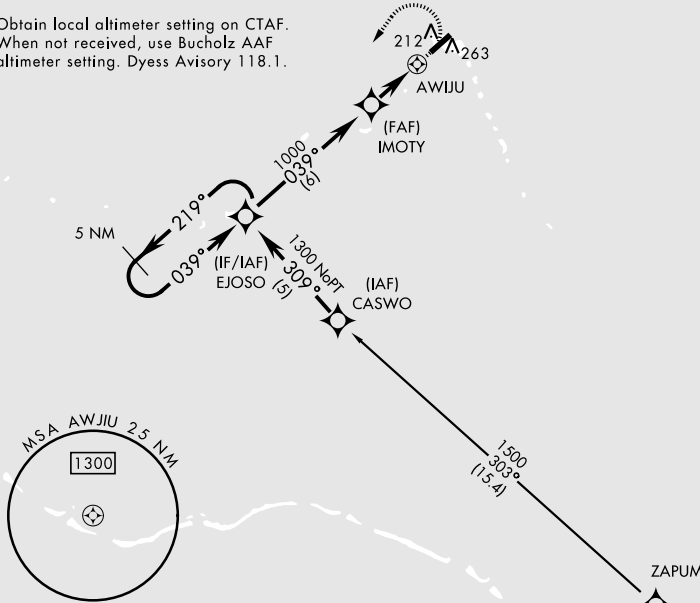 Obtain local altimeter setting on CTAF.
When not received, use Bucholz AAF
altimeter setting. Dyess Avisory 118.1.
212
263
AWIJU
(FAF)
IMOTY
1000
039°
(6)
219°
5 NM
039°
(IF/IAF)
EJOSO
1300 NoPT
309°
(5)
(IAF)
CASWO
MSA AWJIU 25 NM
1300
1500
303°
(15.4)
ZAPUM